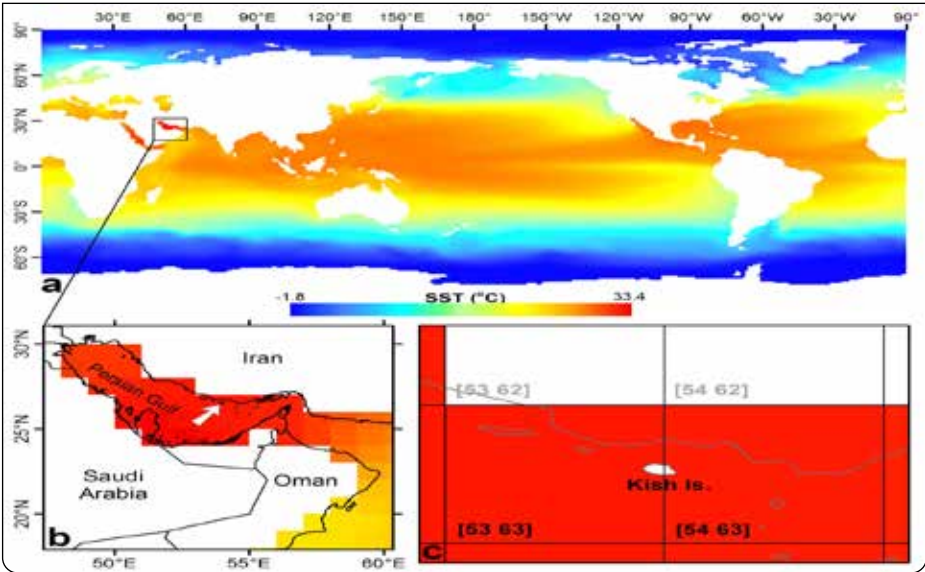 0° 30°E 60°E 90°E 120°E 150°E 180° 150°W 120°W 90°W 60°W 30°W 0°
90°
60°N
30°N
0°
30°S
60°S
a
SST (°C)
-1.8 33.4
30°N
25°N
20°N
Iran
Persian Gulf
Saudi
Arabia
Oman
b
50°E 55°E 60°E
[53 62] [54 62]
Kish Is.
[53 63] [54 63]
c